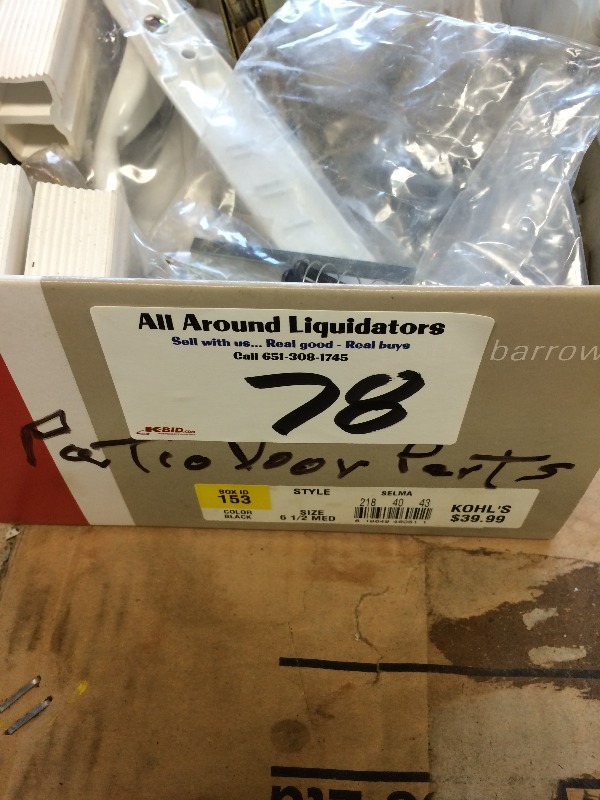 All Around Liquidators
Sell with us... Real good - Real buys
Call 651-308-1745
78
K-BID.com
barrow
Patio Door Parts
BOX ID
153
COLOR
BLACK
STYLE
SELMA
SIZE
6 1/2 MED
218 40 43
KOHL'S
$39.99